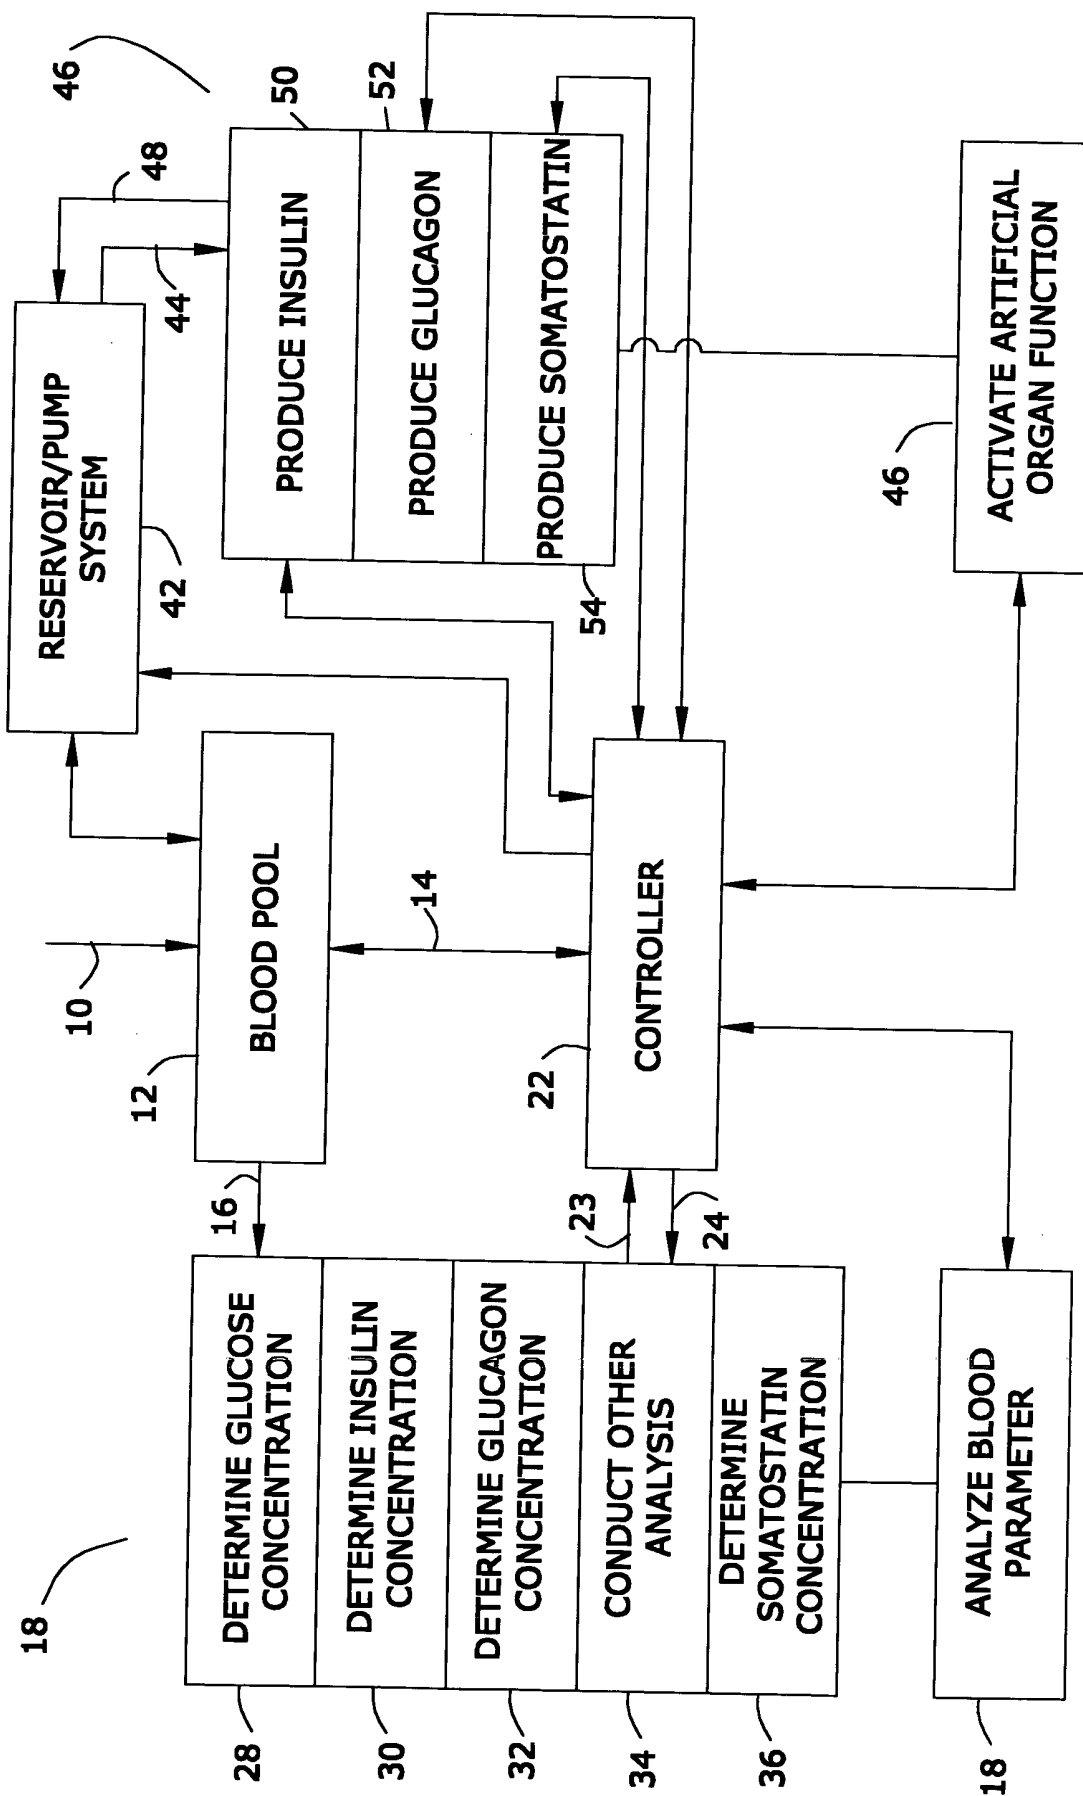 18
28
DETERMINE GLUCOSE
CONCENTRATION
30
DETERMINE INSULIN
CONCENTRATION
32
DETERMINE GLUCAGON
CONCENTRATION
34
CONDUCT OTHER
ANALYSIS
36
DETERMINE
SOMATOSTATIN
CONCENTRATION
18
ANALYZE BLOOD
PARAMETER
16
23
24
10
12
BLOOD POOL
14
22
CONTROLLER
RESERVOIR/PUMP
SYSTEM
42
44
48
46
50
PRODUCE INSULIN
52
PRODUCE GLUCAGON
PRODUCE SOMATOSTATIN
54
46
ACTIVATE ARTIFICIAL
ORGAN FUNCTION